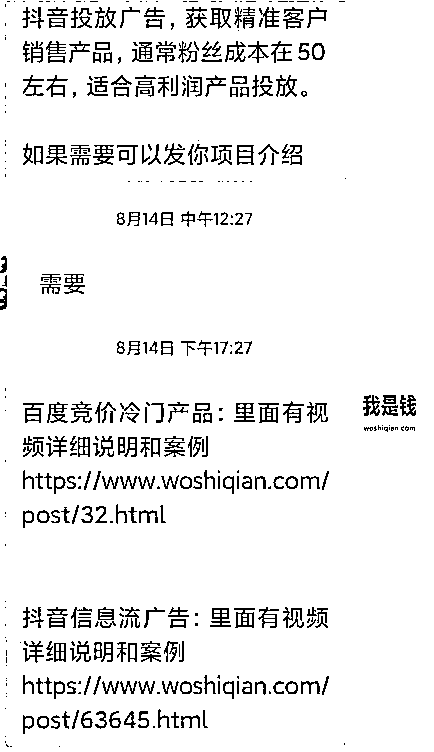 抖音投放广告，获取精准客户
销售产品，通常粉丝成本在50
左右，适合高利润产品投放。
如果需要可以发你项目介绍
8月14日 中午12:27
需要
8月14日 下午17:27
百度竞价冷门产品：里面有视
频详细说明和案例
https://www.woshiqian.com/
post/32.html
我是钱
woshiqian.com
抖音信息流广告：里面有视频
详细说明和案例
https://www.woshiqian.com/
post/63645.html